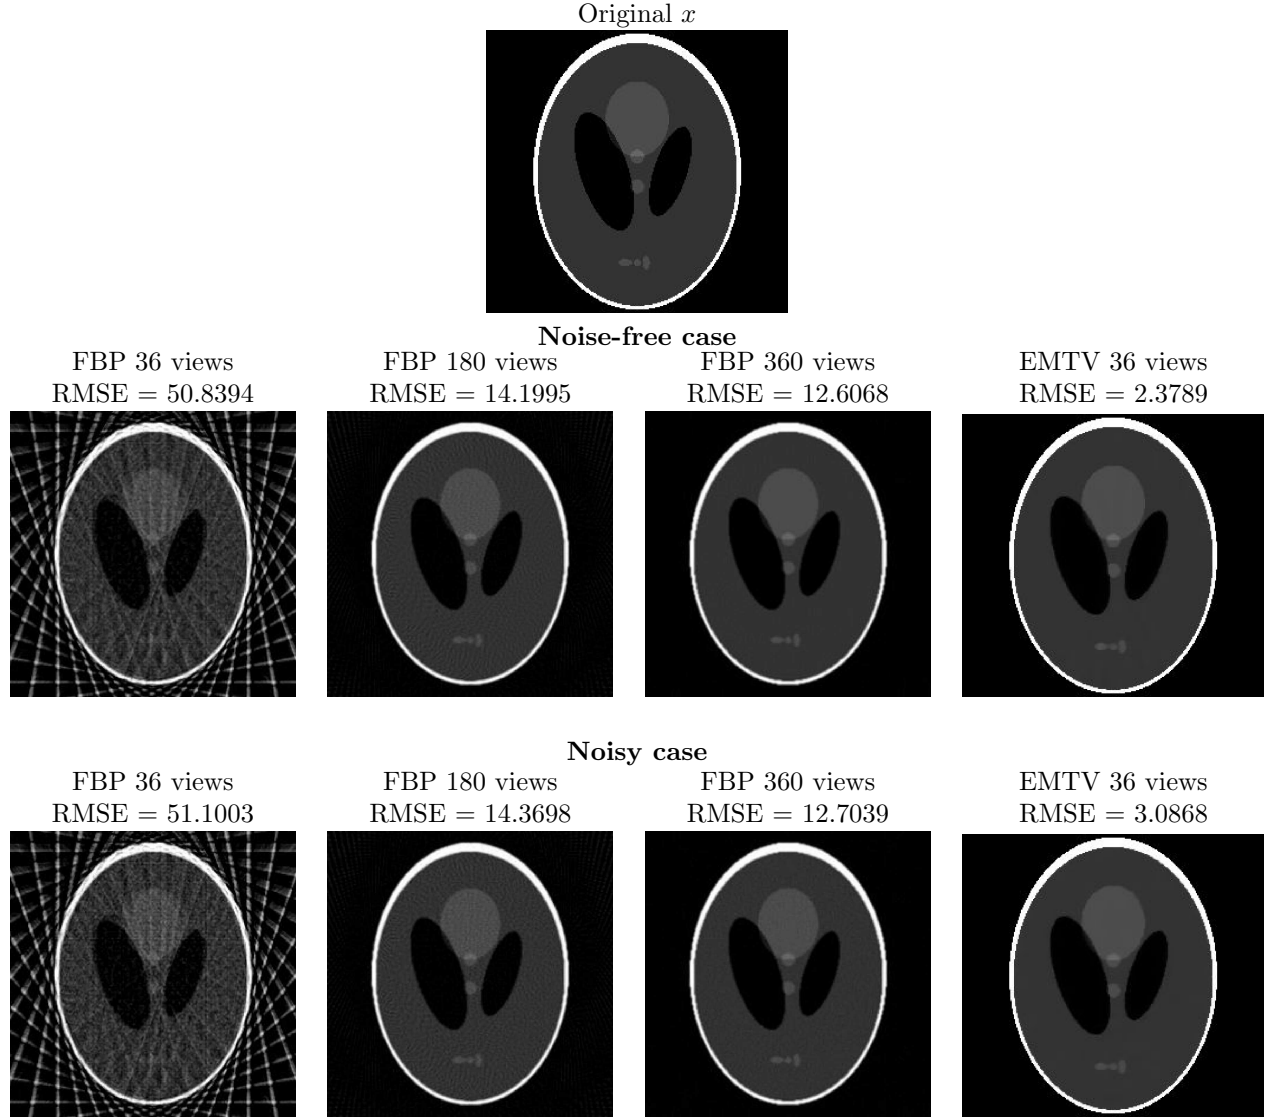 Original x
Noise-free case
FBP 36 views
RMSE = 50.8394
FBP 180 views
RMSE = 14.1995
FBP 360 views
RMSE = 12.6068
EMTV 36 views
RMSE = 2.3789
Noisy case
FBP 36 views
RMSE = 51.1003
FBP 180 views
RMSE = 14.3698
FBP 360 views
RMSE = 12.7039
EMTV 36 views
RMSE = 3.0868